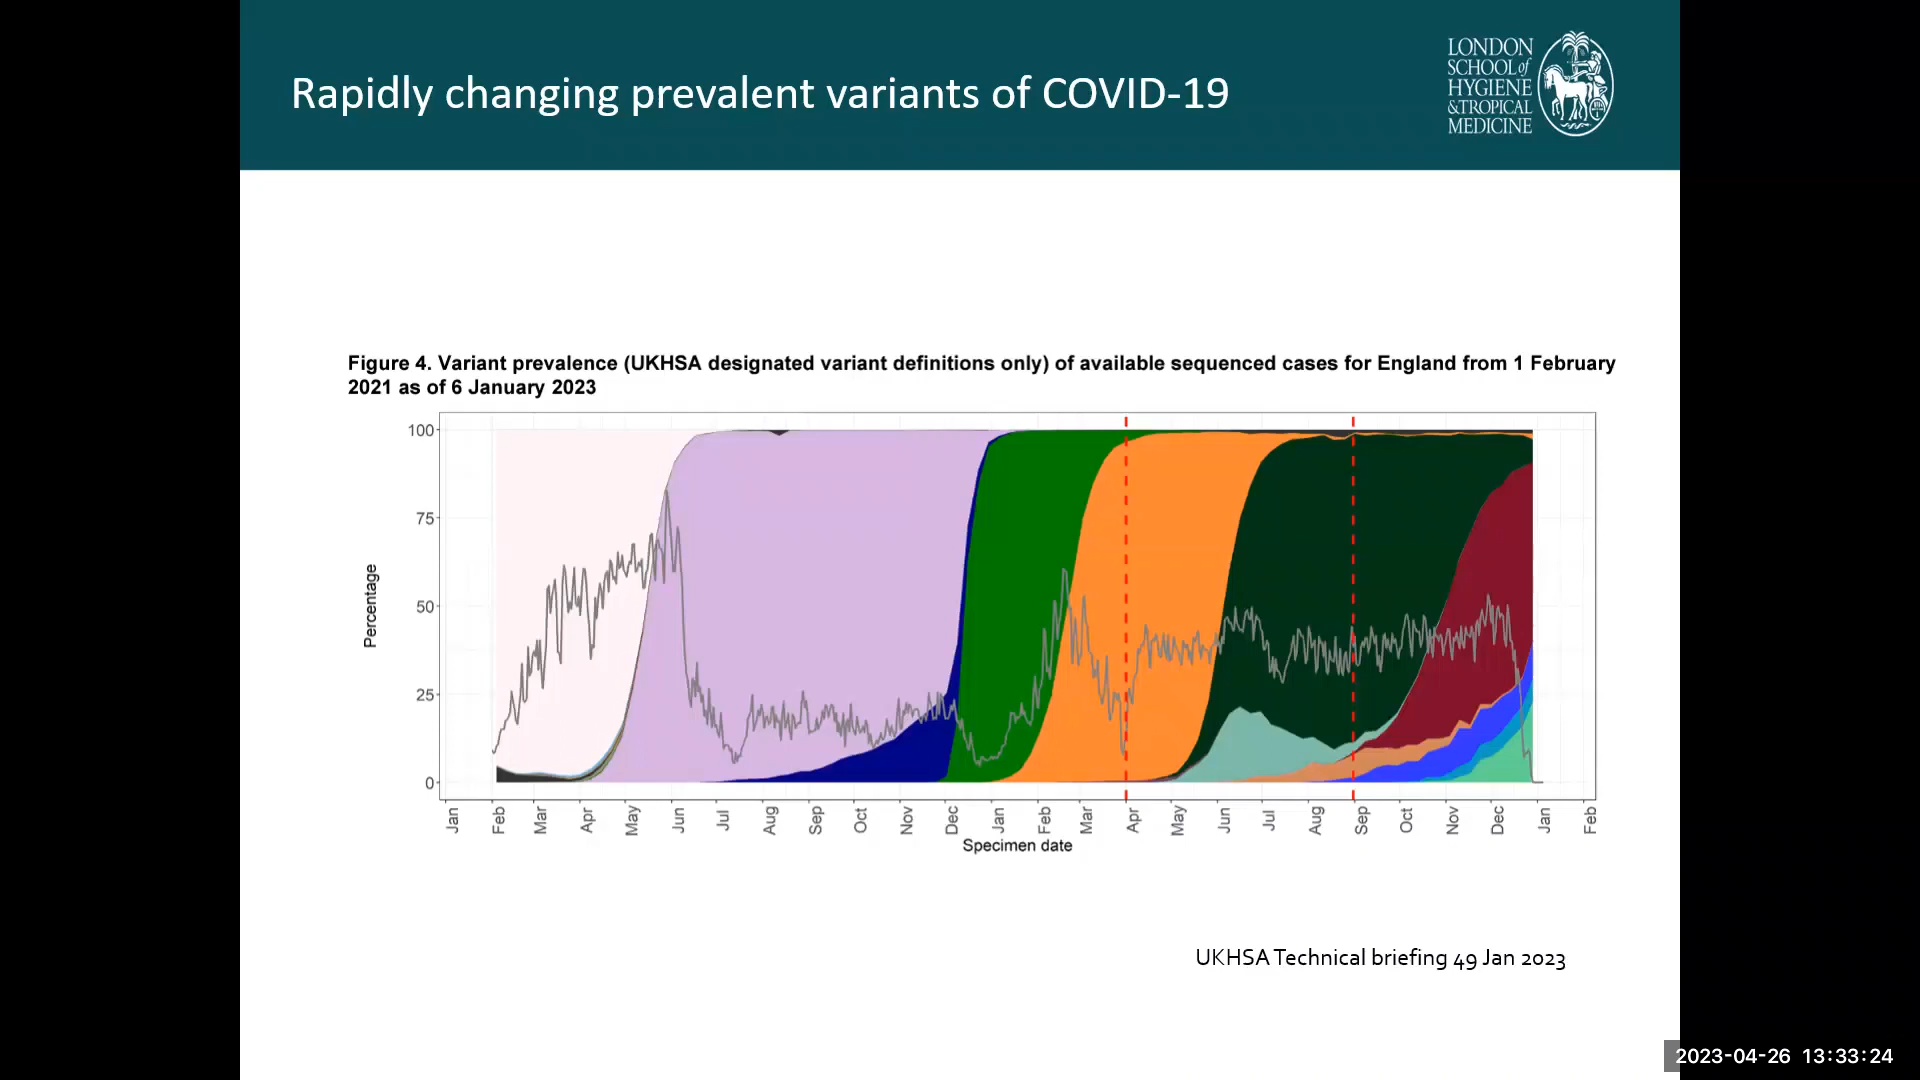 Rapidly changing prevalent variants of COVID-19
LONDON
SCHOOL of
HYGIENE
& TROPICAL
MEDICINE
Figure 4. Variant prevalence (UKHSA designated variant definitions only) of available sequenced cases for England from 1 February
2021 as of 6 January 2023
100
75
50
25
0
Percentage
Jan Feb Mar Apr May Jun Jul Aug Sep Oct Nov Dec Jan Feb Mar Apr May Jun Jul Aug Sep Oct Nov Dec Jan Feb
Specimen date
UKHSA Technical briefing 49 Jan 2023
2023-04-26 13:33:24